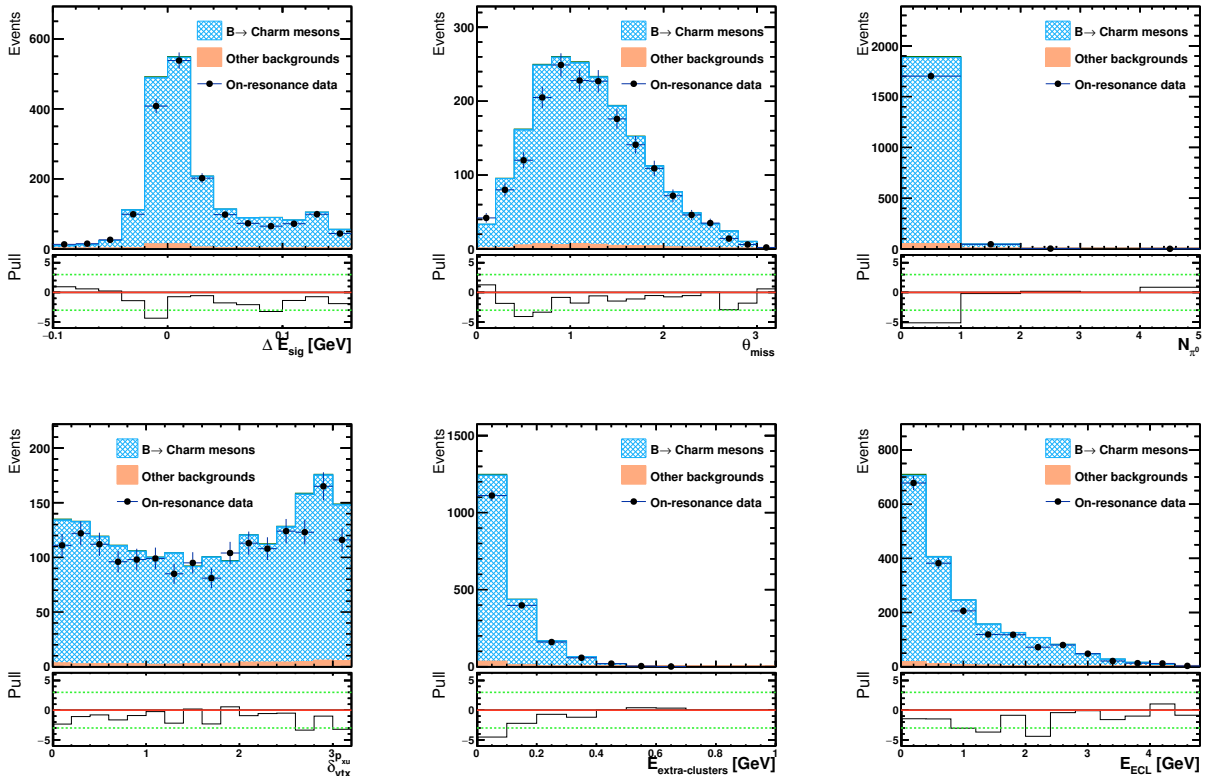 Events
600
400
200
0
B→ Charm mesons
Other backgrounds
On-resonance data
Pull
5
0
−5
−0.1 0 0.1
Δ E_sig [GeV]
Events
300
200
100
0
B→ Charm mesons
Other backgrounds
On-resonance data
Pull
5
0
−5
0 1 2 3
θ_miss
Events
2000
1500
1000
500
0
B→ Charm mesons
Other backgrounds
On-resonance data
Pull
5
0
−5
0 1 2 3 4 5
N_π⁰
Events
200
150
100
50
0
B→ Charm mesons
Other backgrounds
On-resonance data
Pull
5
0
−5
0 1 2 3
δ^p_xu_vtx
Events
1500
1000
500
0
B→ Charm mesons
Other backgrounds
On-resonance data
Pull
5
0
−5
0 0.2 0.4 0.6 0.8 1
E_extra-clusters [GeV]
Events
800
600
400
200
0
B→ Charm mesons
Other backgrounds
On-resonance data
Pull
5
0
−5
0 1 2 3 4
E_ECL [GeV]